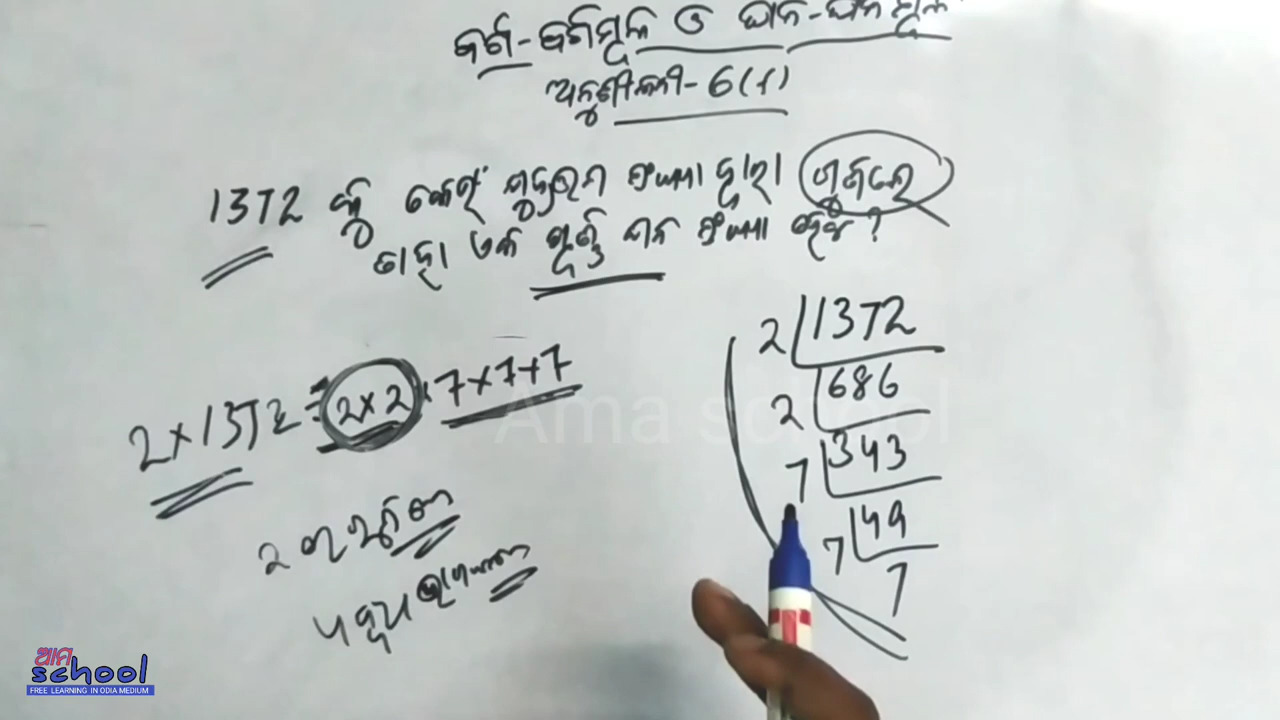 ବର୍ଗ-ବର୍ଗମୂଳ ଓ ଘନ-ଘନମୂଳ
ଅନୁଶୀଳନୀ-6(f)
1372 କୁ କେଉଁ କ୍ଷୁଦ୍ରତମ ସଂଖ୍ୟା ଦ୍ୱାରା ଗୁଣିଲେ
ତାହା ଏକ ପୂର୍ଣ୍ଣ ଘନ ସଂଖ୍ୟା ହେବ ?
2 | 1372
2 | 686
7 | 343
7 | 49
7
2×1372 = 2×2×7×7×7
2
Ama school
ଆମ
school
FREE LEARNING IN ODIA MEDIUM